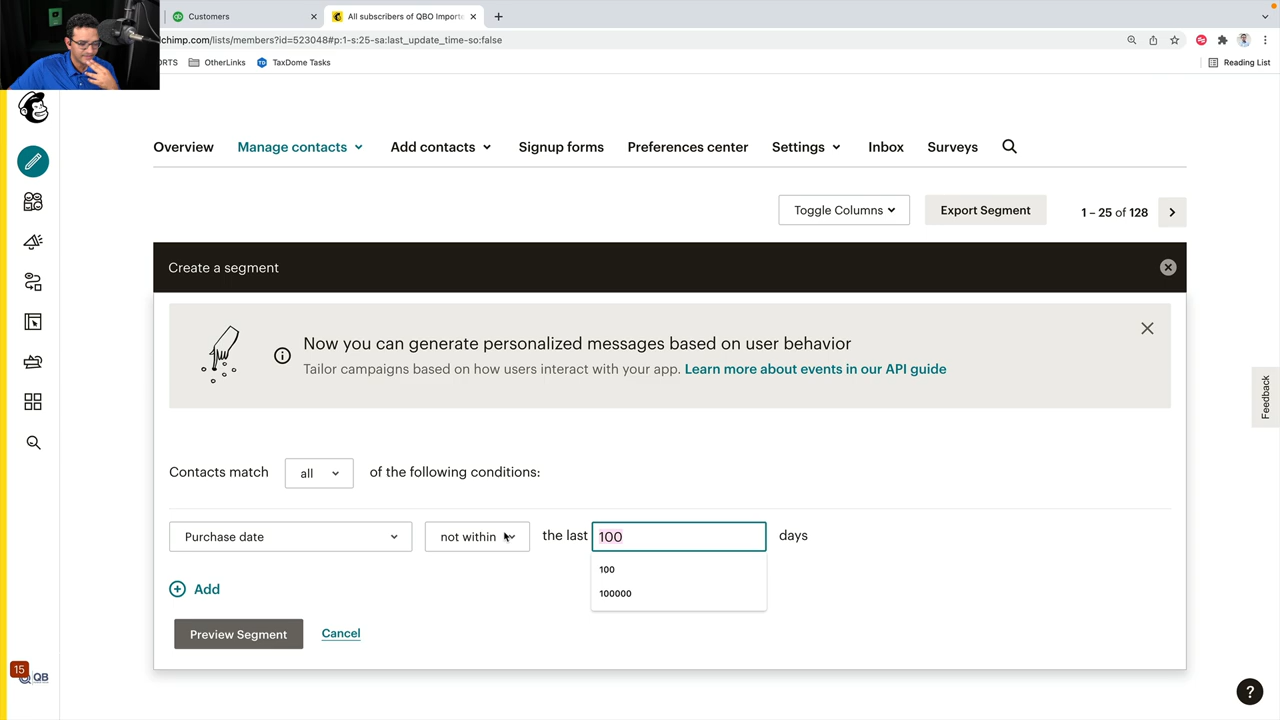 Customers
All subscribers of QBO Importe
chimp.com/lists/members?id=523048#p:1-s:25-sa:last_update_time-so:false
ORTS
OtherLinks
TD
TaxDome Tasks
Reading List
Overview
Manage contacts
Add contacts
Signup forms
Preferences center
Settings
Inbox
Surveys
Toggle Columns
Export Segment
1 – 25 of 128
Create a segment
Now you can generate personalized messages based on user behavior
Tailor campaigns based on how users interact with your app. Learn more about events in our API guide
Feedback
Contacts match all of the following conditions:
Purchase date not within the last 100 days
100
100000
Add
Preview Segment
Cancel
15
QB
?